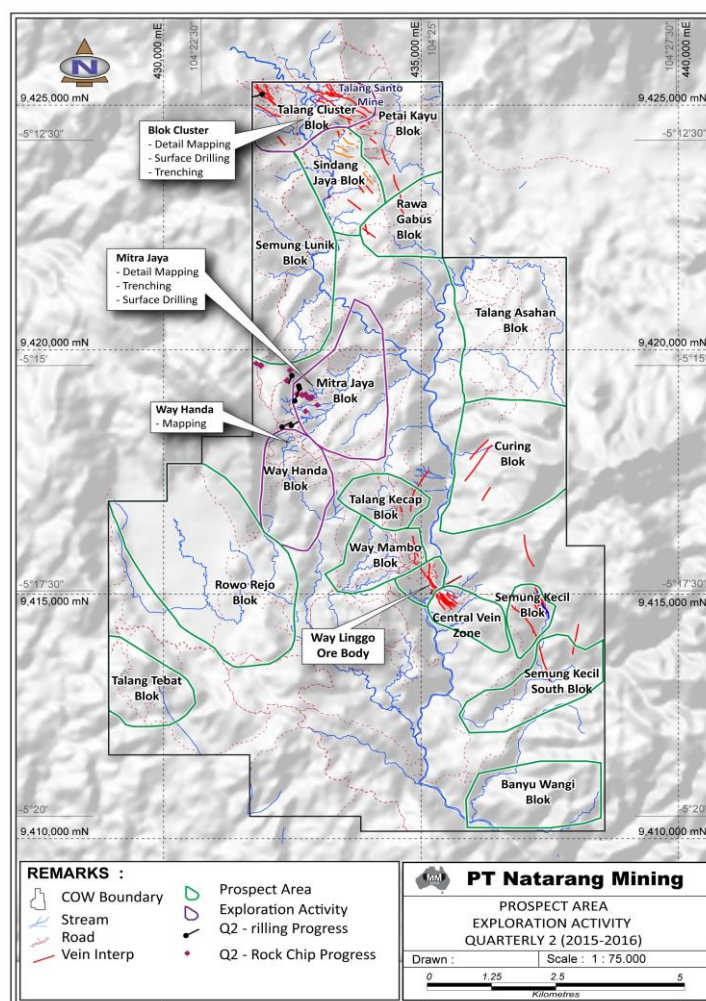 430,000 mE
104°22'30"
435,000 mE
104°25'
104°27'30"
440,000 mE
N
9,425,000 mN
-5°12'30"
-5°12'30"
9,420,000 mN
-5°15'
-5°15'
-5°17'30"
9,415,000 mN
-5°17'30"
9,415,000 mN
-5°20'
9,410,000 mN
-5°20'
9,410,000 mN
9,425,000 mN
9,420,000 mN
Talang Santo
Mine
Talang Cluster
Blok
Petai Kayu
Blok
Blok Cluster
- Detail Mapping
- Surface Drilling
- Trenching
Sindang
Jaya Blok
Rawa
Gabus
Blok
Semung Lunik
Blok
Mitra Jaya
- Detail Mapping
- Trenching
- Surface Drilling
Talang Asahan
Blok
Mitra Jaya
Blok
Way Handa
- Mapping
Way Handa
Blok
Curing
Blok
Talang Kecap
Blok
Way Mambo
Blok
Rowo Rejo
Blok
Way Linggo
Ore Body
Central Vein
Zone
Semung Kecil
Blok
Semung Kecil
South Blok
Talang Tebat
Blok
Banyu Wangi
Blok
REMARKS :
COW Boundary
Stream
Road
Vein Interp
Prospect Area
Exploration Activity
Q2 - rilling Progress
Q2 - Rock Chip Progress
MM
PT Natarang Mining
PROSPECT AREA
EXPLORATION ACTIVITY
QUARTERLY 2 (2015-2016)
Drawn :
Scale : 1 : 75.000
0 1.25 2.5 5
Kilometres